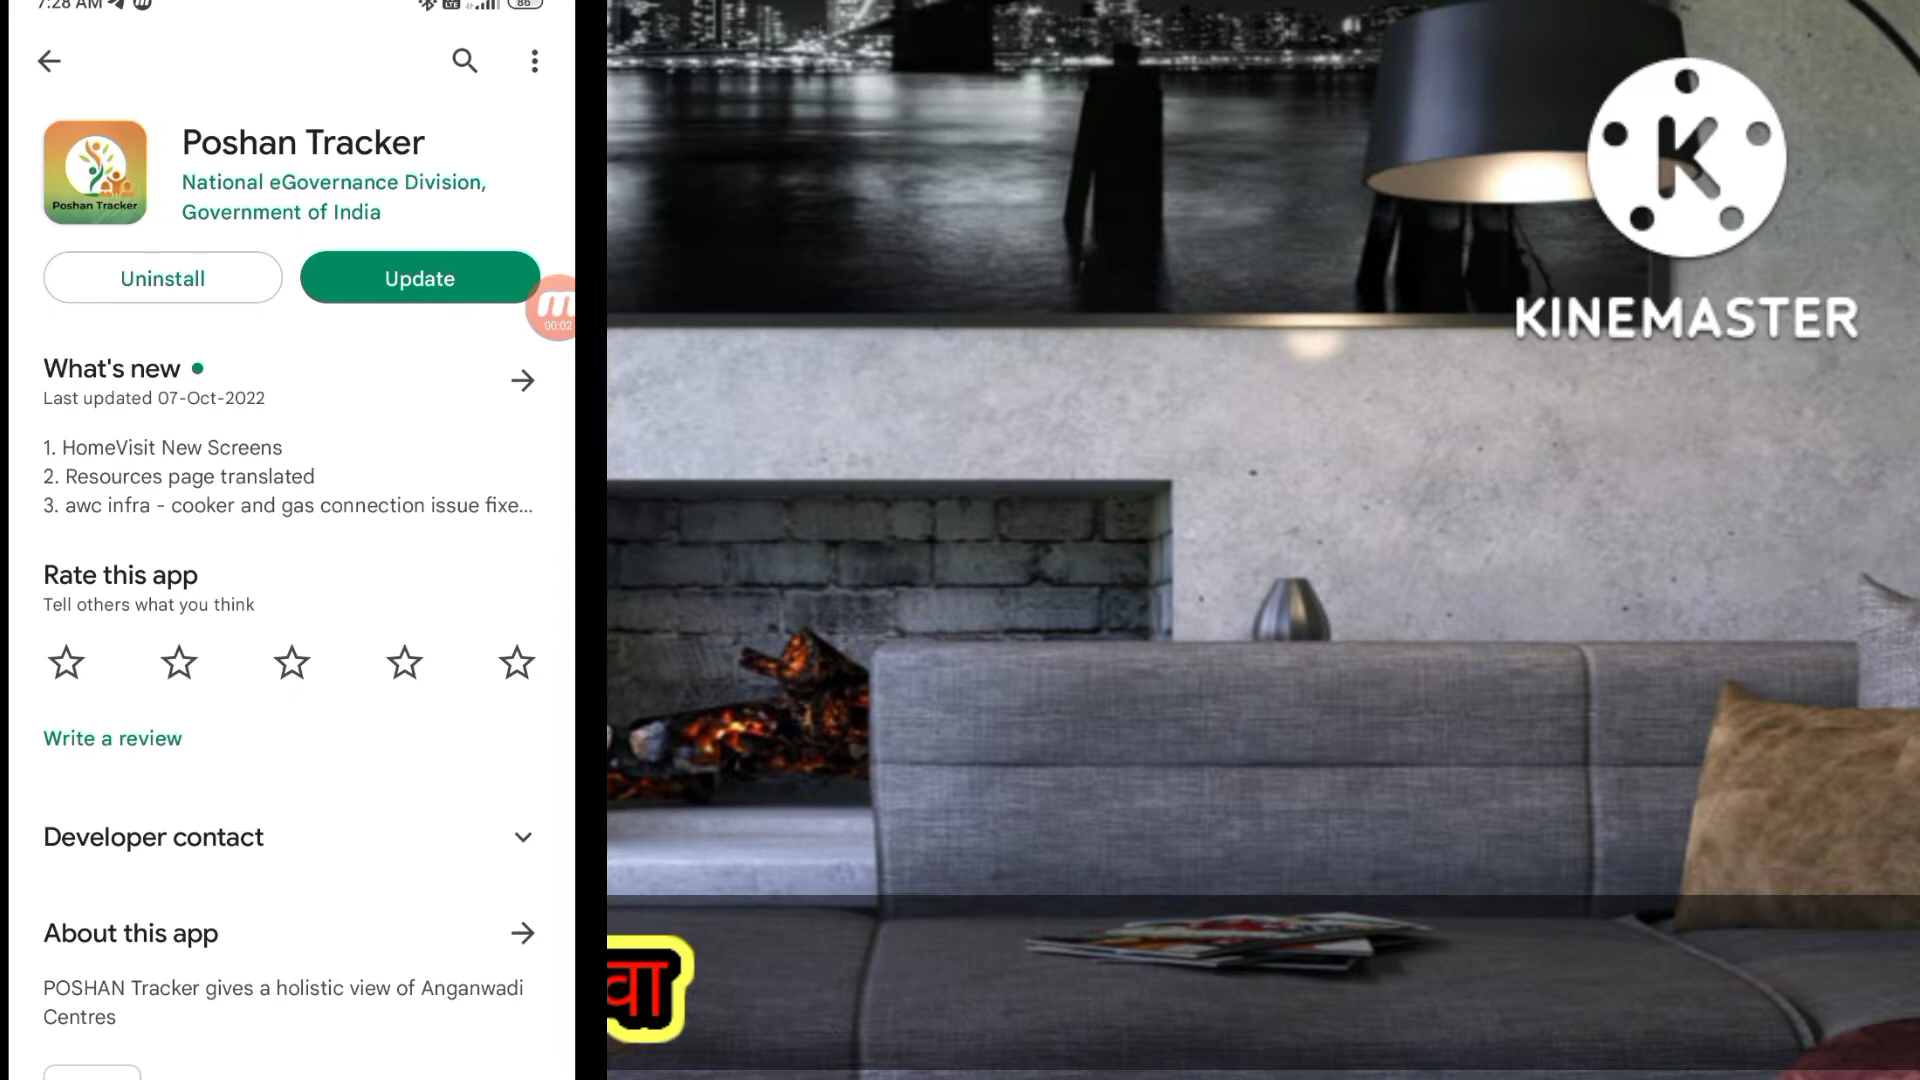 7:28 AM
86
Poshan Tracker
Poshan Tracker
National eGovernance Division,
Government of India
Uninstall
Update
00:02
What's new
Last updated 07-Oct-2022
1. HomeVisit New Screens
2. Resources page translated
3. awc infra - cooker and gas connection issue fixe...
Rate this app
Tell others what you think
Write a review
Developer contact
About this app
POSHAN Tracker gives a holistic view of Anganwadi
Centres
K
KINEMASTER
वा